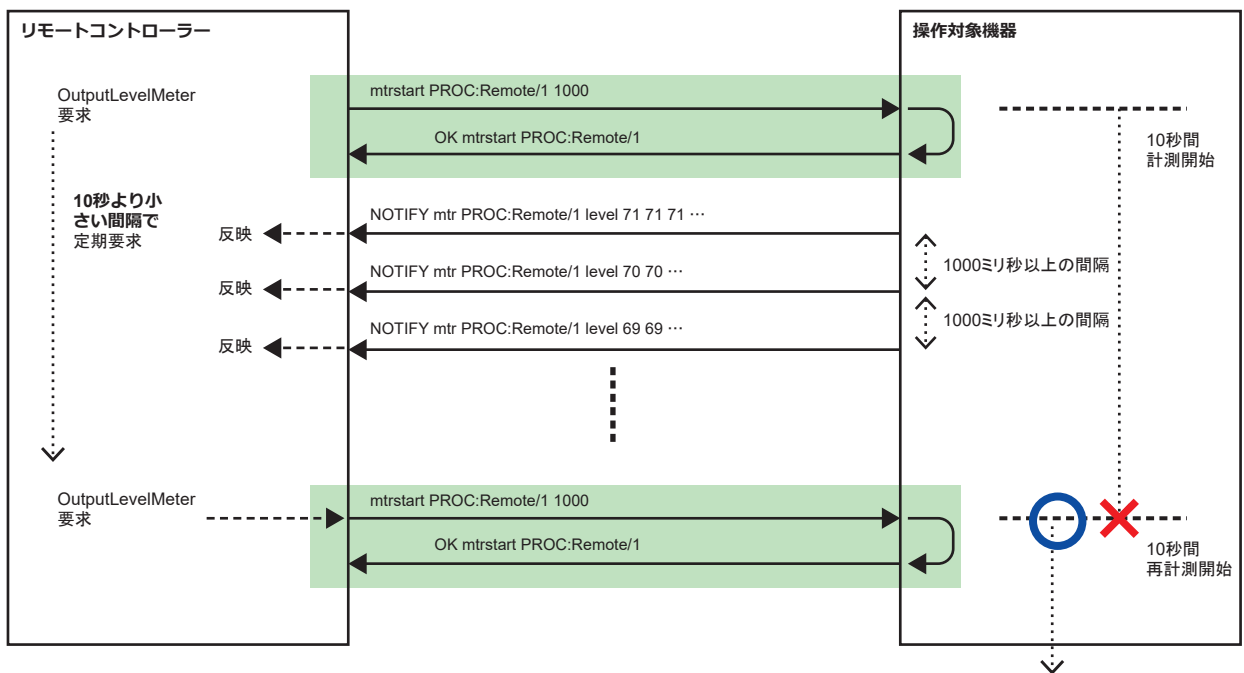 リモートコントローラー
操作対象機器
OutputLevelMeter
要求
mtrstart PROC:Remote/1 1000
OK mtrstart PROC:Remote/1
10秒間
計測開始
10秒より小
さい間隔で
定期要求
NOTIFY mtr PROC:Remote/1 level 71 71 71 …
反映
1000ミリ秒以上の間隔
NOTIFY mtr PROC:Remote/1 level 70 70 …
反映
1000ミリ秒以上の間隔
NOTIFY mtr PROC:Remote/1 level 69 69 …
反映
OutputLevelMeter
要求
mtrstart PROC:Remote/1 1000
OK mtrstart PROC:Remote/1
10秒間
再計測開始